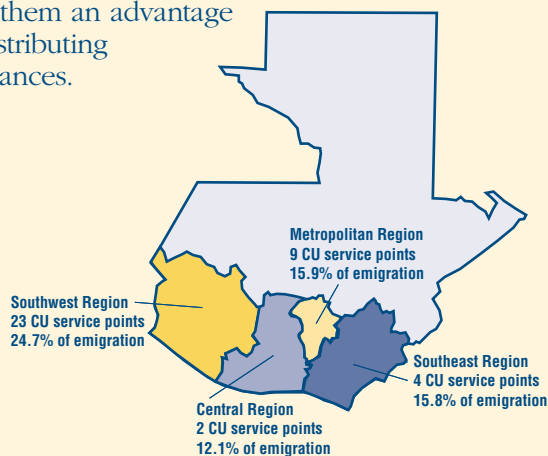 them an advantage
stributing
ances.
Metropolitan Region
9 CU service points
15.9% of emigration
Southwest Region
23 CU service points
24.7% of emigration
Southeast Region
4 CU service points
15.8% of emigration
Central Region
2 CU service points
12.1% of emigration